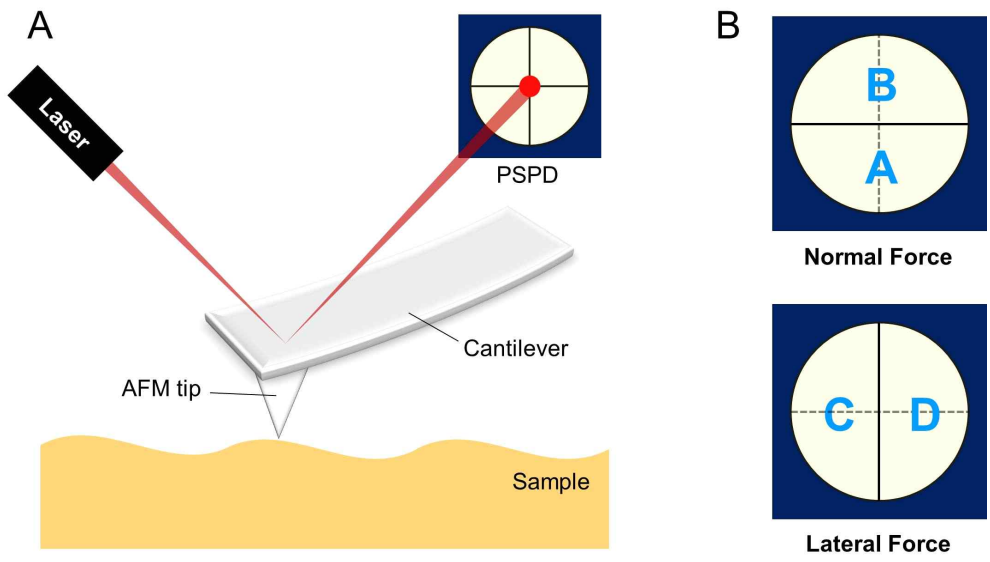 A
Laser
PSPD
Cantilever
AFM tip
Sample
B
B
A
Normal Force
C D
Lateral Force